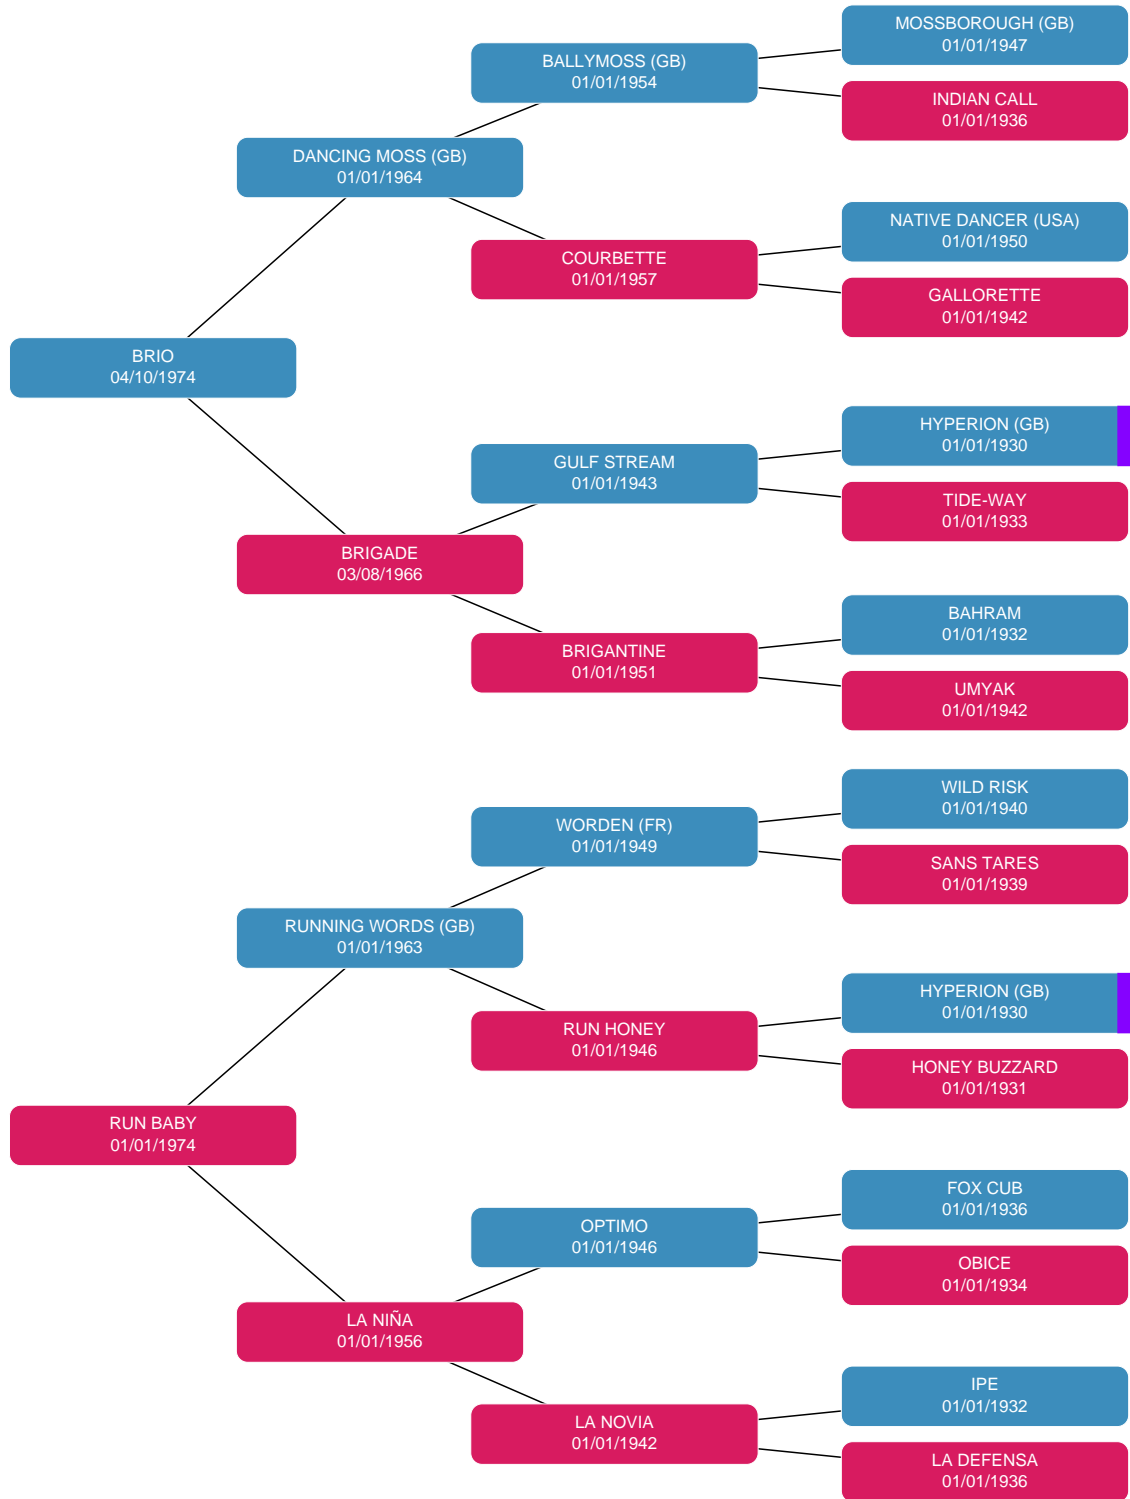 MOSSBOROUGH (GB)
01/01/1947
BALLYMOSS (GB)
01/01/1954
INDIAN CALL
01/01/1936
DANCING MOSS (GB)
01/01/1964
NATIVE DANCER (USA)
01/01/1950
COURBETTE
01/01/1957
GALLORETTE
01/01/1942
BRIO
04/10/1974
HYPERION (GB)
01/01/1930
GULF STREAM
01/01/1943
TIDE-WAY
01/01/1933
BRIGADE
03/08/1966
BAHRAM
01/01/1932
BRIGANTINE
01/01/1951
UMYAK
01/01/1942
WILD RISK
01/01/1940
WORDEN (FR)
01/01/1949
SANS TARES
01/01/1939
RUNNING WORDS (GB)
01/01/1963
HYPERION (GB)
01/01/1930
RUN HONEY
01/01/1946
HONEY BUZZARD
01/01/1931
RUN BABY
01/01/1974
FOX CUB
01/01/1936
OPTIMO
01/01/1946
OBICE
01/01/1934
LA NIÑA
01/01/1956
IPE
01/01/1932
LA NOVIA
01/01/1942
LA DEFENSA
01/01/1936